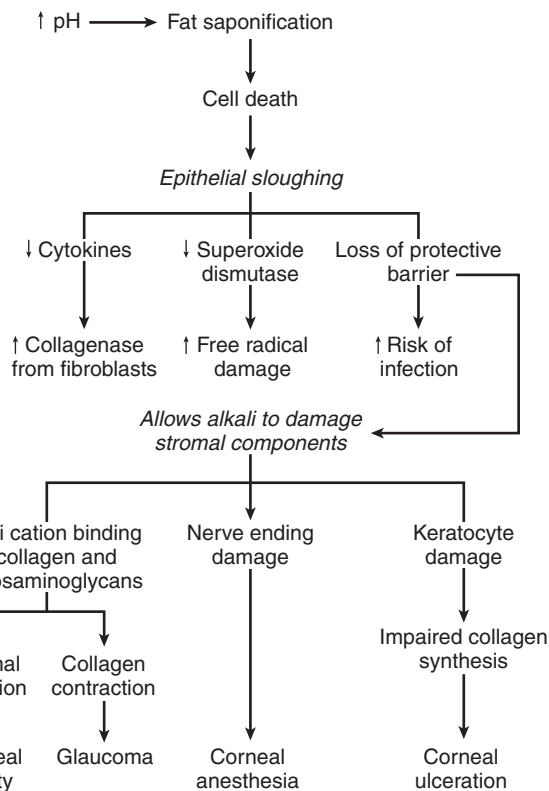 ↑ pH → Fat saponification
Cell death
Epithelial sloughing
↓ Cytokines
↓ Superoxide
dismutase
Loss of protective
barrier
↑ Collagenase
from fibroblasts
↑ Free radical
damage
↑ Risk of
infection
Allows alkali to damage
stromal components
cation binding
collagen and
Nerve ending
damage
Keratocyte
damage
Collagen
contraction
Impaired collagen
synthesis
Glaucoma
Corneal
anesthesia
Corneal
ulceration